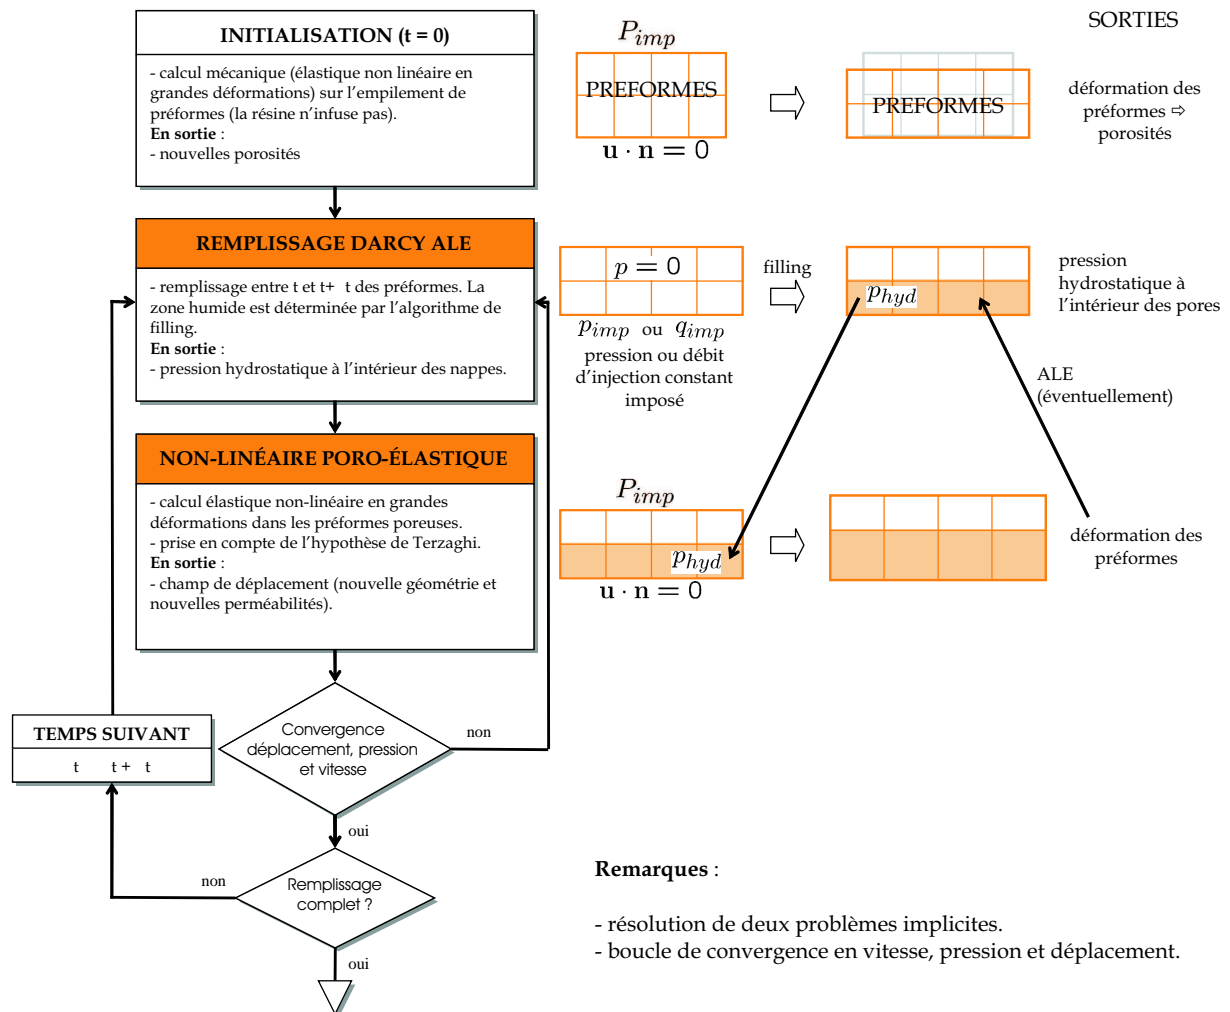 INITIALISATION (t = 0)
- calcul mécanique (élastique non linéaire en
grandes déformations) sur l'empilement de
préformes (la résine n'infuse pas).
En sortie :
- nouvelles porosités
P_imp
PREFORMES
u · n = 0
PREFORMES
SORTIES
déformation des
préformes ⇨
porosités
REMPLISSAGE DARCY ALE
- remplissage entre t et t+ t des préformes. La
zone humide est déterminée par l'algorithme de
filling.
En sortie :
- pression hydrostatique à l'intérieur des nappes.
p = 0
p_imp ou q_imp
pression ou débit
d'injection constant
imposé
filling
p_hyd
pression
hydrostatique à
l'intérieur des pores
ALE
(éventuellement)
NON-LINÉAIRE PORO-ÉLASTIQUE
- calcul élastique non-linéaire en grandes
déformations dans les préformes poreuses.
- prise en compte de l'hypothèse de Terzaghi.
En sortie :
- champ de déplacement (nouvelle géométrie et
nouvelles perméabilités).
P_imp
p_hyd
u · n = 0
déformation des
préformes
TEMPS SUIVANT
t t + t
Convergence
déplacement, pression
et vitesse
non
oui
Remplissage
complet ?
non
oui
Remarques :
- résolution de deux problèmes implicites.
- boucle de convergence en vitesse, pression et déplacement.